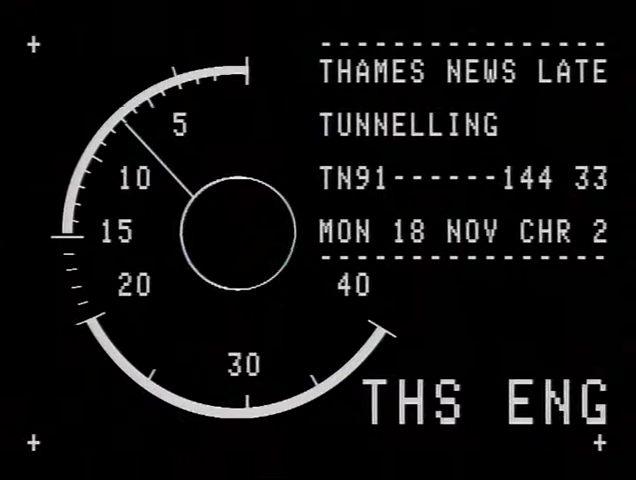 THAMES NEWS LATE
TUNNELLING
TN91------144 33
MON 18 NOV CHR 2
5
10
15
20
30
40
THS ENG